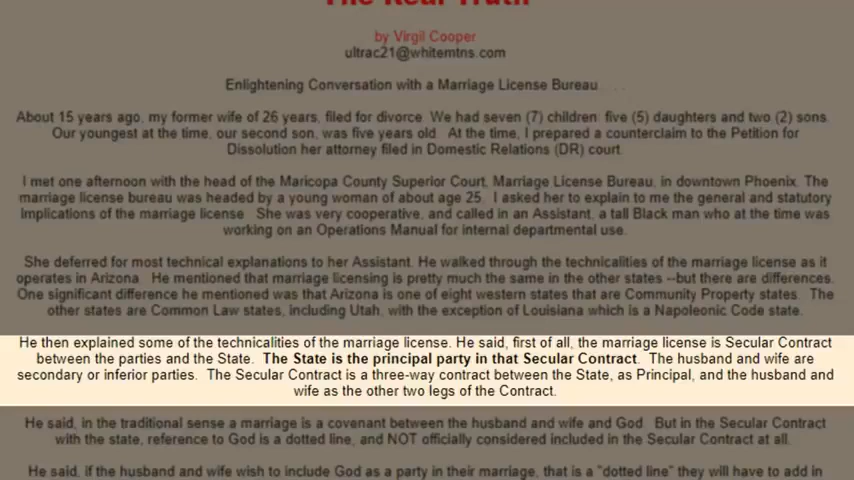 The Real Truth
by Virgil Cooper
ultrac21@whitemtns.com
Enlightening Conversation with a Marriage License Bureau. . . .
About 15 years ago, my former wife of 26 years, filed for divorce. We had seven (7) children: five (5) daughters and two (2) sons.
Our youngest at the time, our second son, was five years old. At the time, I prepared a counterclaim to the Petition for
Dissolution her attorney filed in Domestic Relations (DR) court.
I met one afternoon with the head of the Maricopa County Superior Court, Marriage License Bureau, in downtown Phoenix. The
marriage license bureau was headed by a young woman of about age 25. I asked her to explain to me the general and statutory
implications of the marriage license. She was very cooperative, and called in an Assistant, a tall Black man who at the time was
working on an Operations Manual for internal departmental use.
She deferred for most technical explanations to her Assistant. He walked through the technicalities of the marriage license as it
operates in Arizona. He mentioned that marriage licensing is pretty much the same in the other states --but there are differences.
One significant difference he mentioned was that Arizona is one of eight western states that are Community Property states. The
other states are Common Law states, including Utah, with the exception of Louisiana which is a Napoleonic Code state.
He then explained some of the technicalities of the marriage license. He said, first of all, the marriage license is Secular Contract
between the parties and the State. The State is the principal party in that Secular Contract. The husband and wife are
secondary or inferior parties. The Secular Contract is a three-way contract between the State, as Principal, and the husband and
wife as the other two legs of the Contract.
He said, in the traditional sense a marriage is a covenant between the husband and wife and God. But in the Secular Contract
with the state, reference to God is a dotted line, and NOT officially considered included in the Secular Contract at all.
He said, if the husband and wife wish to include God as a party in their marriage, that is a "dotted line" they will have to add in